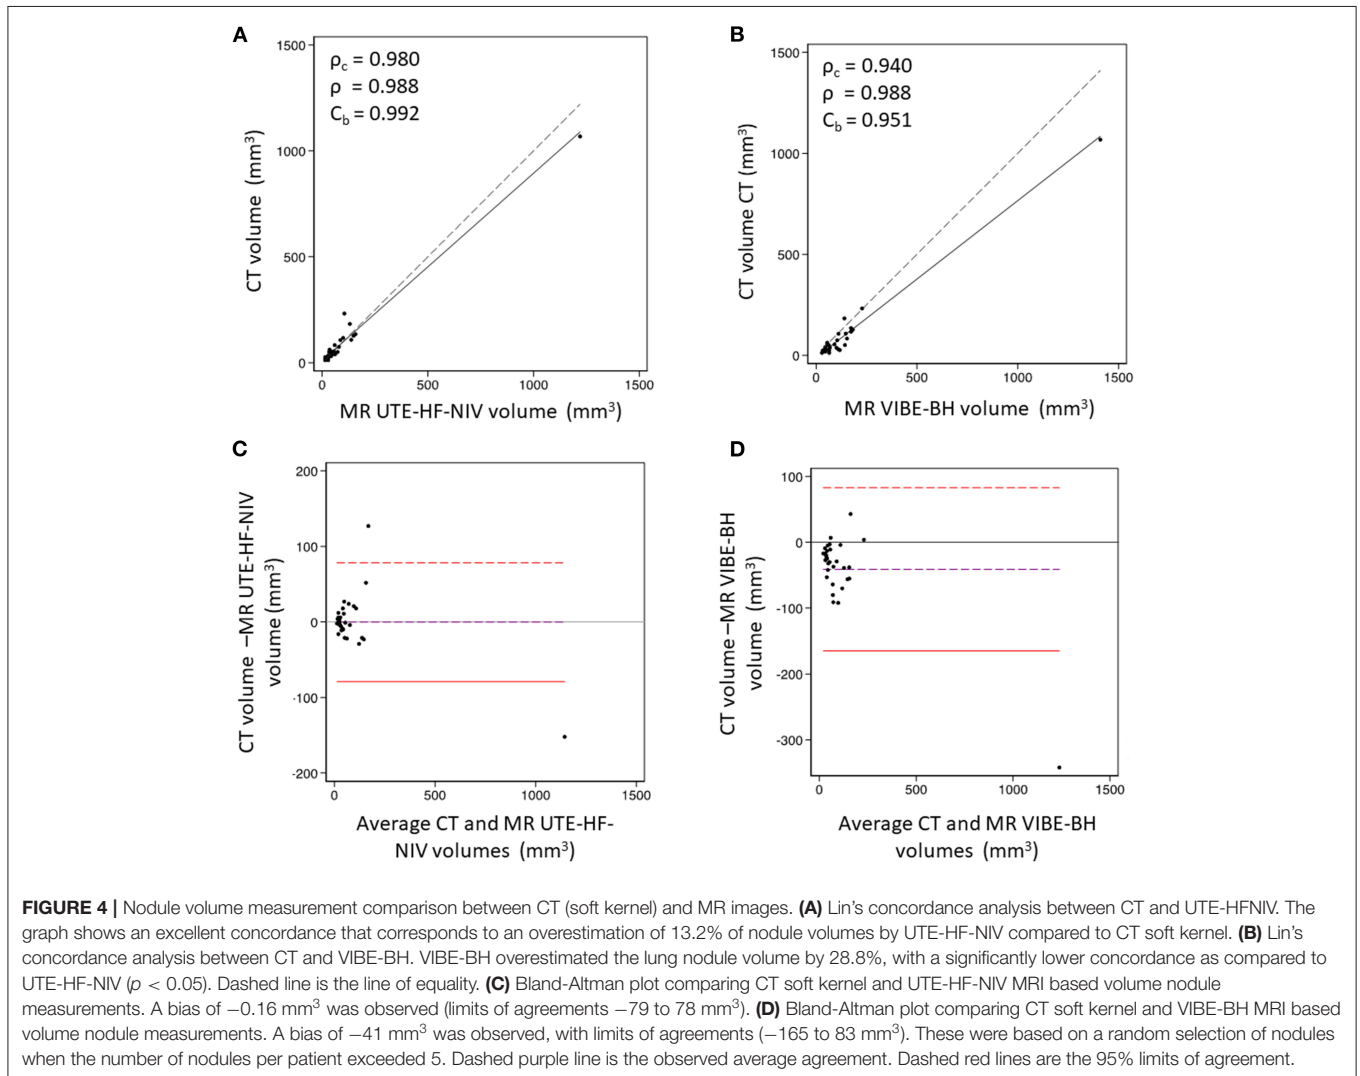 A
1500
1000
500
0
0
500
1000
1500
ρc = 0.980
ρ = 0.988
Cb = 0.992
CT volume (mm³)
MR UTE-HF-NIV volume (mm³)
B
1500
1000
500
0
0
500
1000
1500
ρc = 0.940
ρ = 0.988
Cb = 0.951
CT volume CT (mm³)
MR VIBE-BH volume (mm³)
C
200
100
0
-100
-200
0
500
1000
1500
CT volume –MR UTE-HF-NIV
volume (mm³)
Average CT and MR UTE-HF-
NIV volumes (mm³)
D
100
0
-100
-200
-300
0
500
1000
1500
CT volume –MR VIBE-BH
volume (mm³)
Average CT and MR VIBE-BH
volumes (mm³)
FIGURE 4 | Nodule volume measurement comparison between CT (soft kernel) and MR images. (A) Lin's concordance analysis between CT and UTE-HFNIV. The
graph shows an excellent concordance that corresponds to an overestimation of 13.2% of nodule volumes by UTE-HF-NIV compared to CT soft kernel. (B) Lin's
concordance analysis between CT and VIBE-BH. VIBE-BH overestimated the lung nodule volume by 28.8%, with a significantly lower concordance as compared to
UTE-HF-NIV (p < 0.05). Dashed line is the line of equality. (C) Bland-Altman plot comparing CT soft kernel and UTE-HF-NIV MRI based volume nodule
measurements. A bias of −0.16 mm³ was observed (limits of agreements −79 to 78 mm³). (D) Bland-Altman plot comparing CT soft kernel and VIBE-BH MRI based
volume nodule measurements. A bias of −41 mm³ was observed, with limits of agreements (−165 to 83 mm³). These were based on a random selection of nodules
when the number of nodules per patient exceeded 5. Dashed purple line is the observed average agreement. Dashed red lines are the 95% limits of agreement.